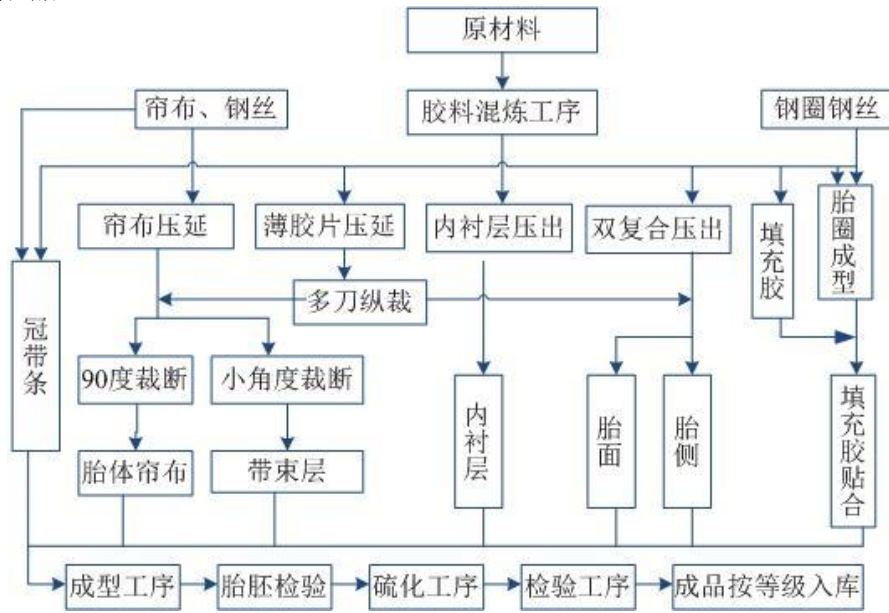 原材料
帘布、钢丝
胶料混炼工序
钢圈钢丝
帘布压延
薄胶片压延
内衬层压出
双复合压出
填充胶
胎圈成型
冠带条
多刀纵裁
90度裁断
小角度裁断
内衬层
胎面
胎侧
填充胶贴合
胎体帘布
带束层
成型工序
胎胚检验
硫化工序
检验工序
成品按等级入库